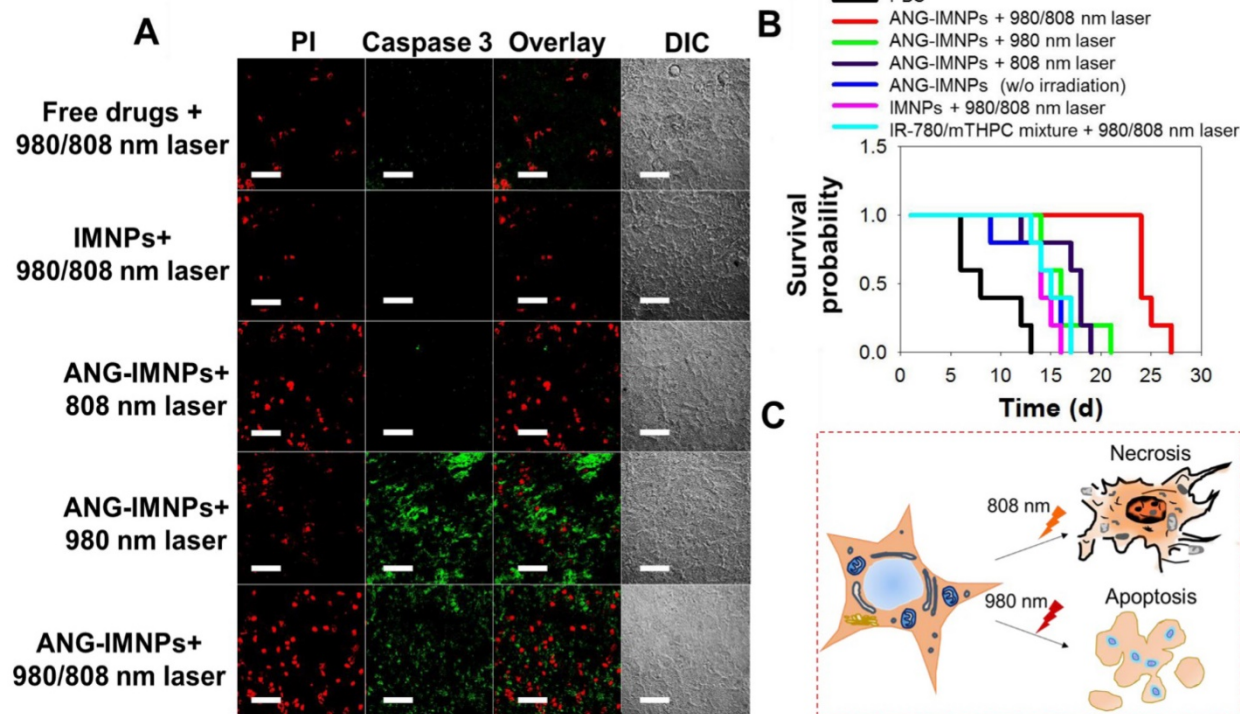 A
PI Caspase 3 Overlay DIC
Free drugs +
980/808 nm laser
IMNPs+
980/808 nm laser
ANG-IMNPs+
808 nm laser
ANG-IMNPs+
980 nm laser
ANG-IMNPs+
980/808 nm laser
B
ANG-IMNPs + 980/808 nm laser
ANG-IMNPs + 980 nm laser
ANG-IMNPs + 808 nm laser
ANG-IMNPs (w/o irradiation)
IMNPs + 980/808 nm laser
IR-780/mTHPC mixture + 980/808 nm laser
Survival
probability
1.5
1.0
0.5
0.0
0 5 10 15 20 25 30
Time (d)
C
Necrosis
808 nm
980 nm
Apoptosis